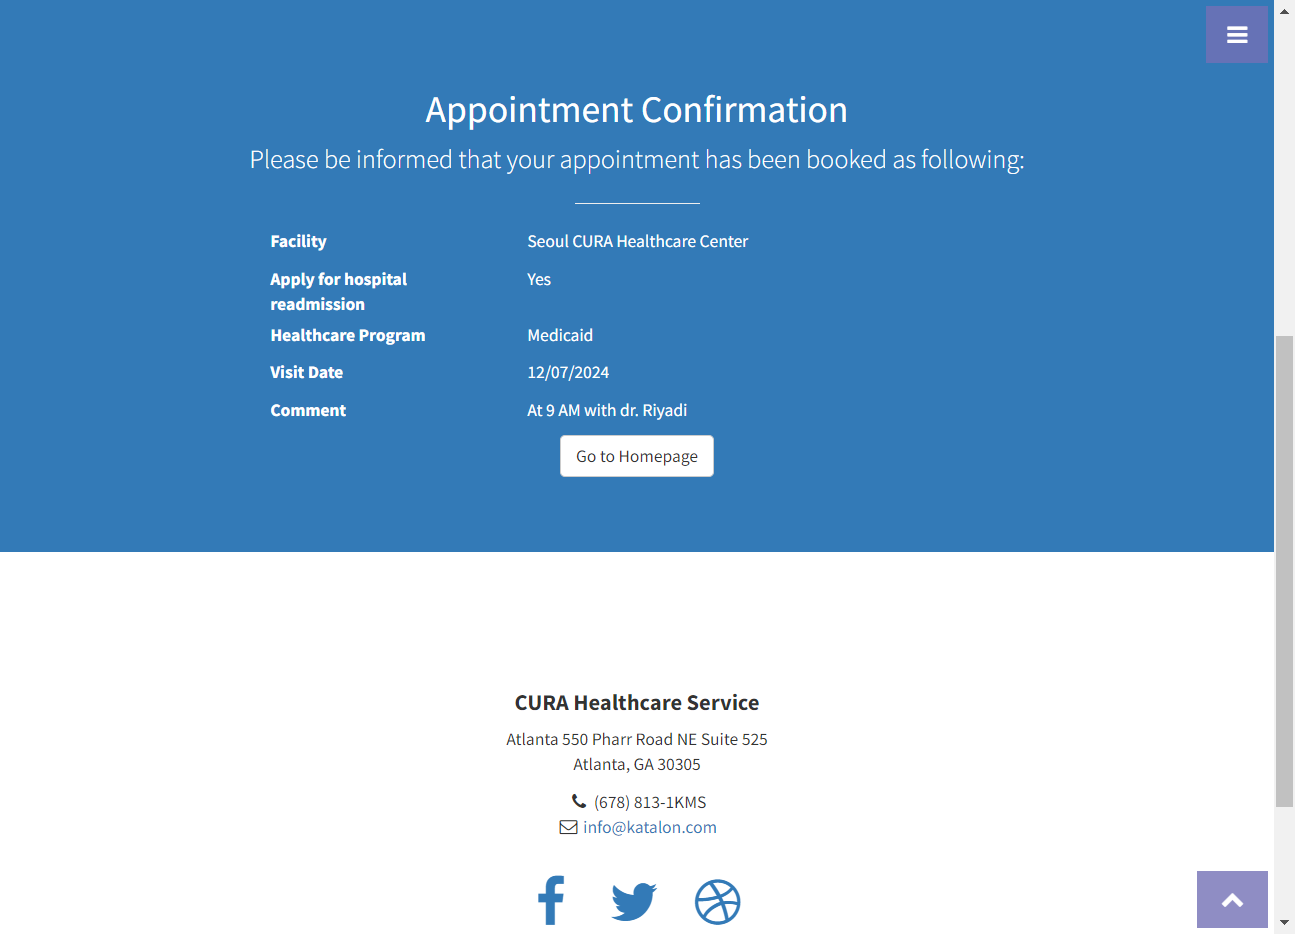 Appointment Confirmation
Please be informed that your appointment has been booked as following:
Facility Seoul CURA Healthcare Center
Apply for hospital readmission Yes
Healthcare Program Medicaid
Visit Date 12/07/2024
Comment At 9 AM with dr. Riyadi
Go to Homepage
CURA Healthcare Service
Atlanta 550 Pharr Road NE Suite 525
Atlanta, GA 30305
(678) 813-1KMS
info@katalon.com